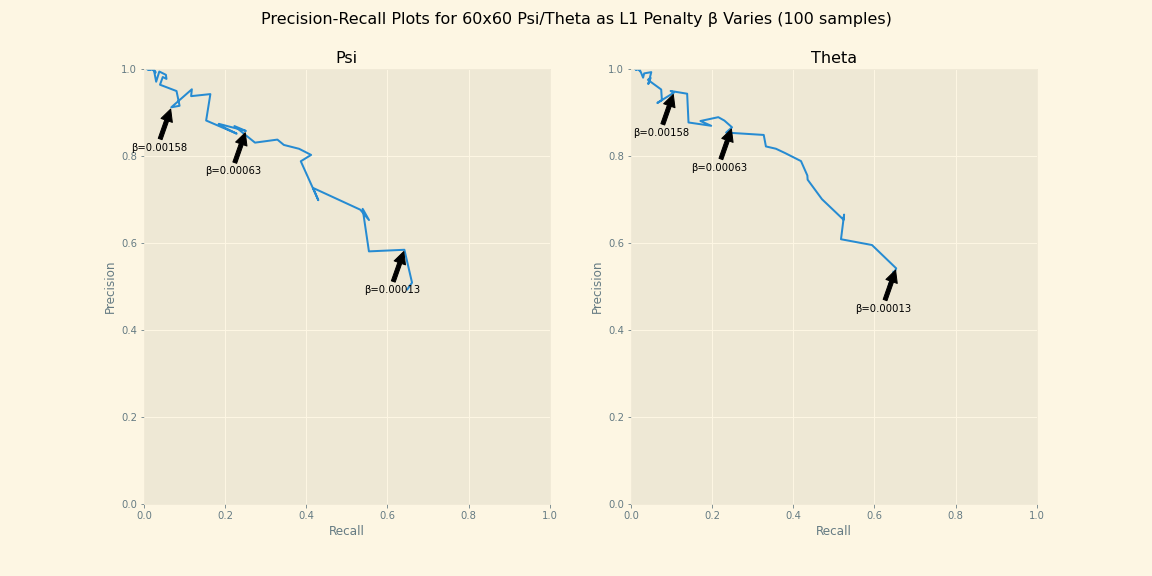 Precision-Recall Plots for 60x60 Psi/Theta as L1 Penalty β Varies (100 samples)
Psi
Precision
1.0
0.8
0.6
0.4
0.2
0.0
β=0.00158
β=0.00063
β=0.00013
0.0 0.2 0.4 0.6 0.8 1.0
Recall
Theta
Precision
1.0
0.8
0.6
0.4
0.2
0.0
β=0.00158
β=0.00063
β=0.00013
0.0 0.2 0.4 0.6 0.8 1.0
Recall